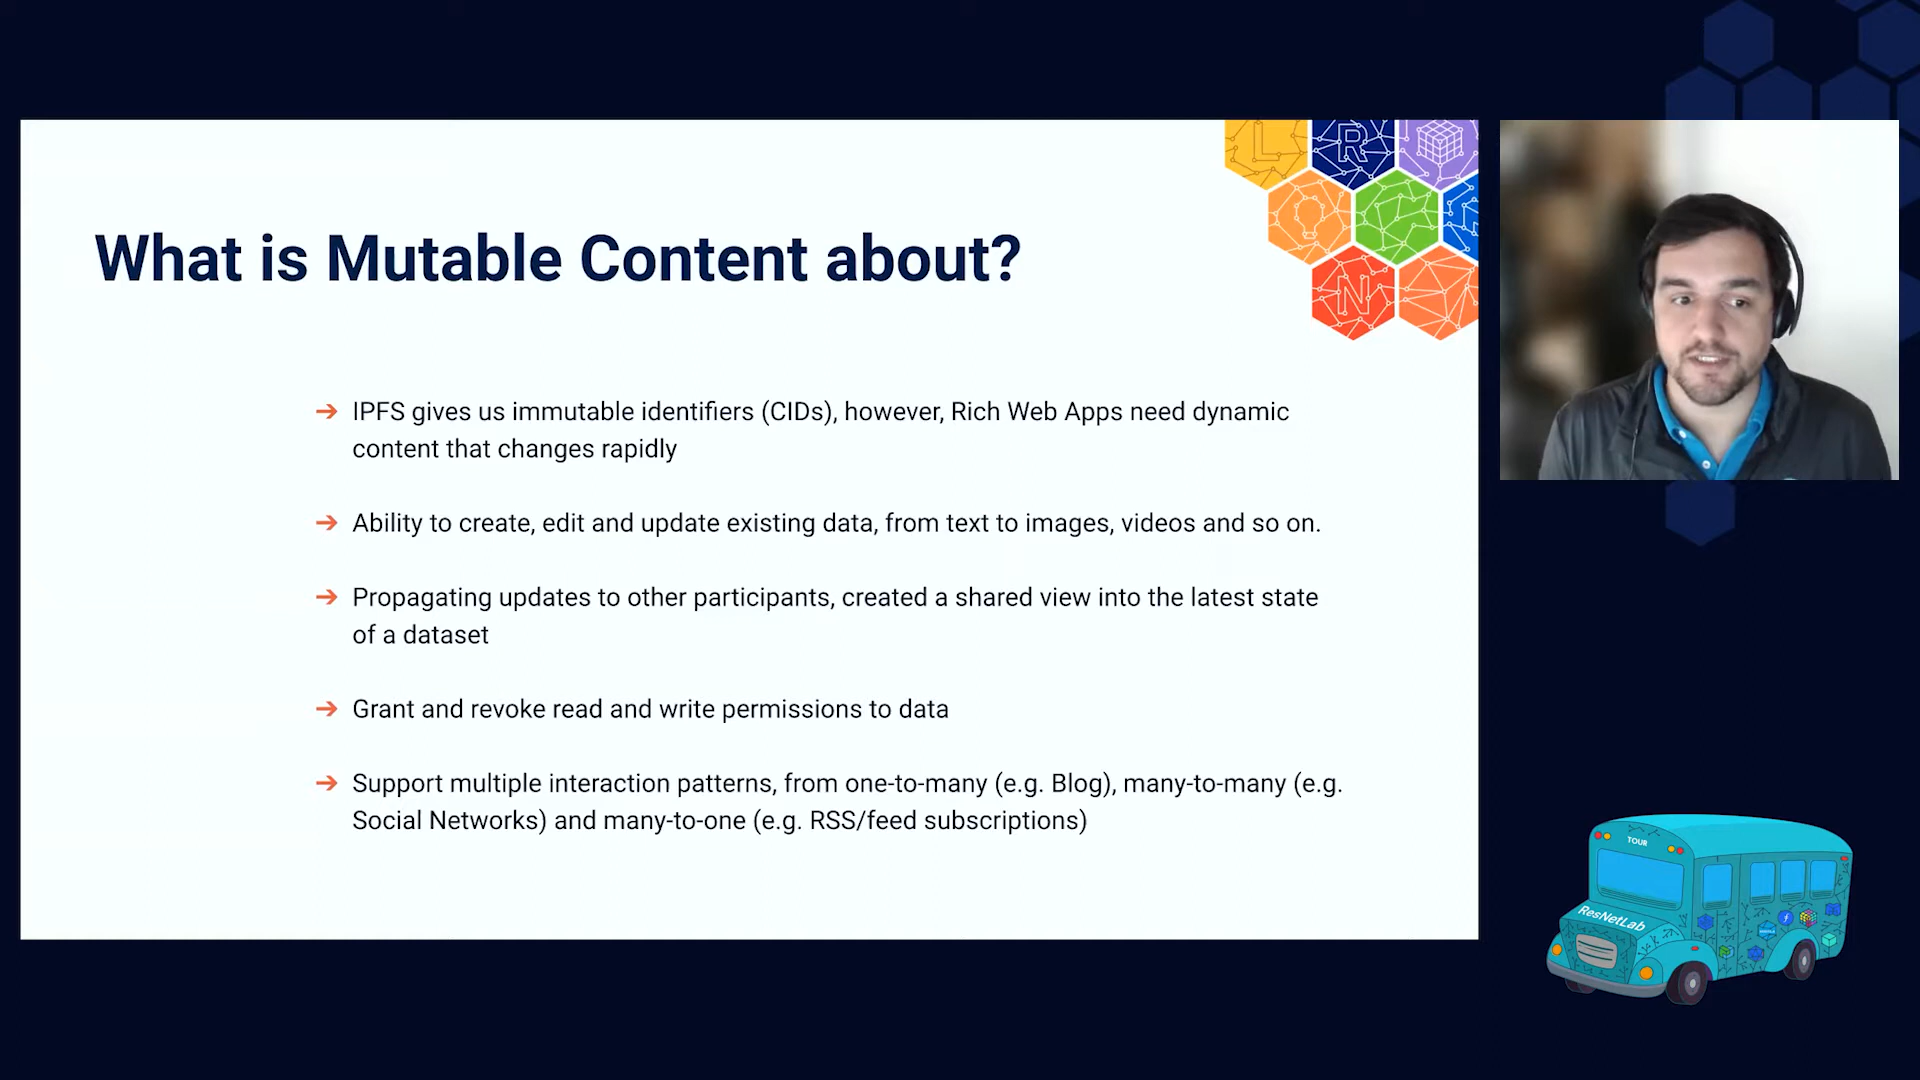 What is Mutable Content about?
L
R
N
➔ IPFS gives us immutable identifiers (CIDs), however, Rich Web Apps need dynamic
content that changes rapidly
➔ Ability to create, edit and update existing data, from text to images, videos and so on.
➔ Propagating updates to other participants, created a shared view into the latest state
of a dataset
➔ Grant and revoke read and write permissions to data
➔ Support multiple interaction patterns, from one-to-many (e.g. Blog), many-to-many (e.g.
Social Networks) and many-to-one (e.g. RSS/feed subscriptions)
TOUR
ResNetLab